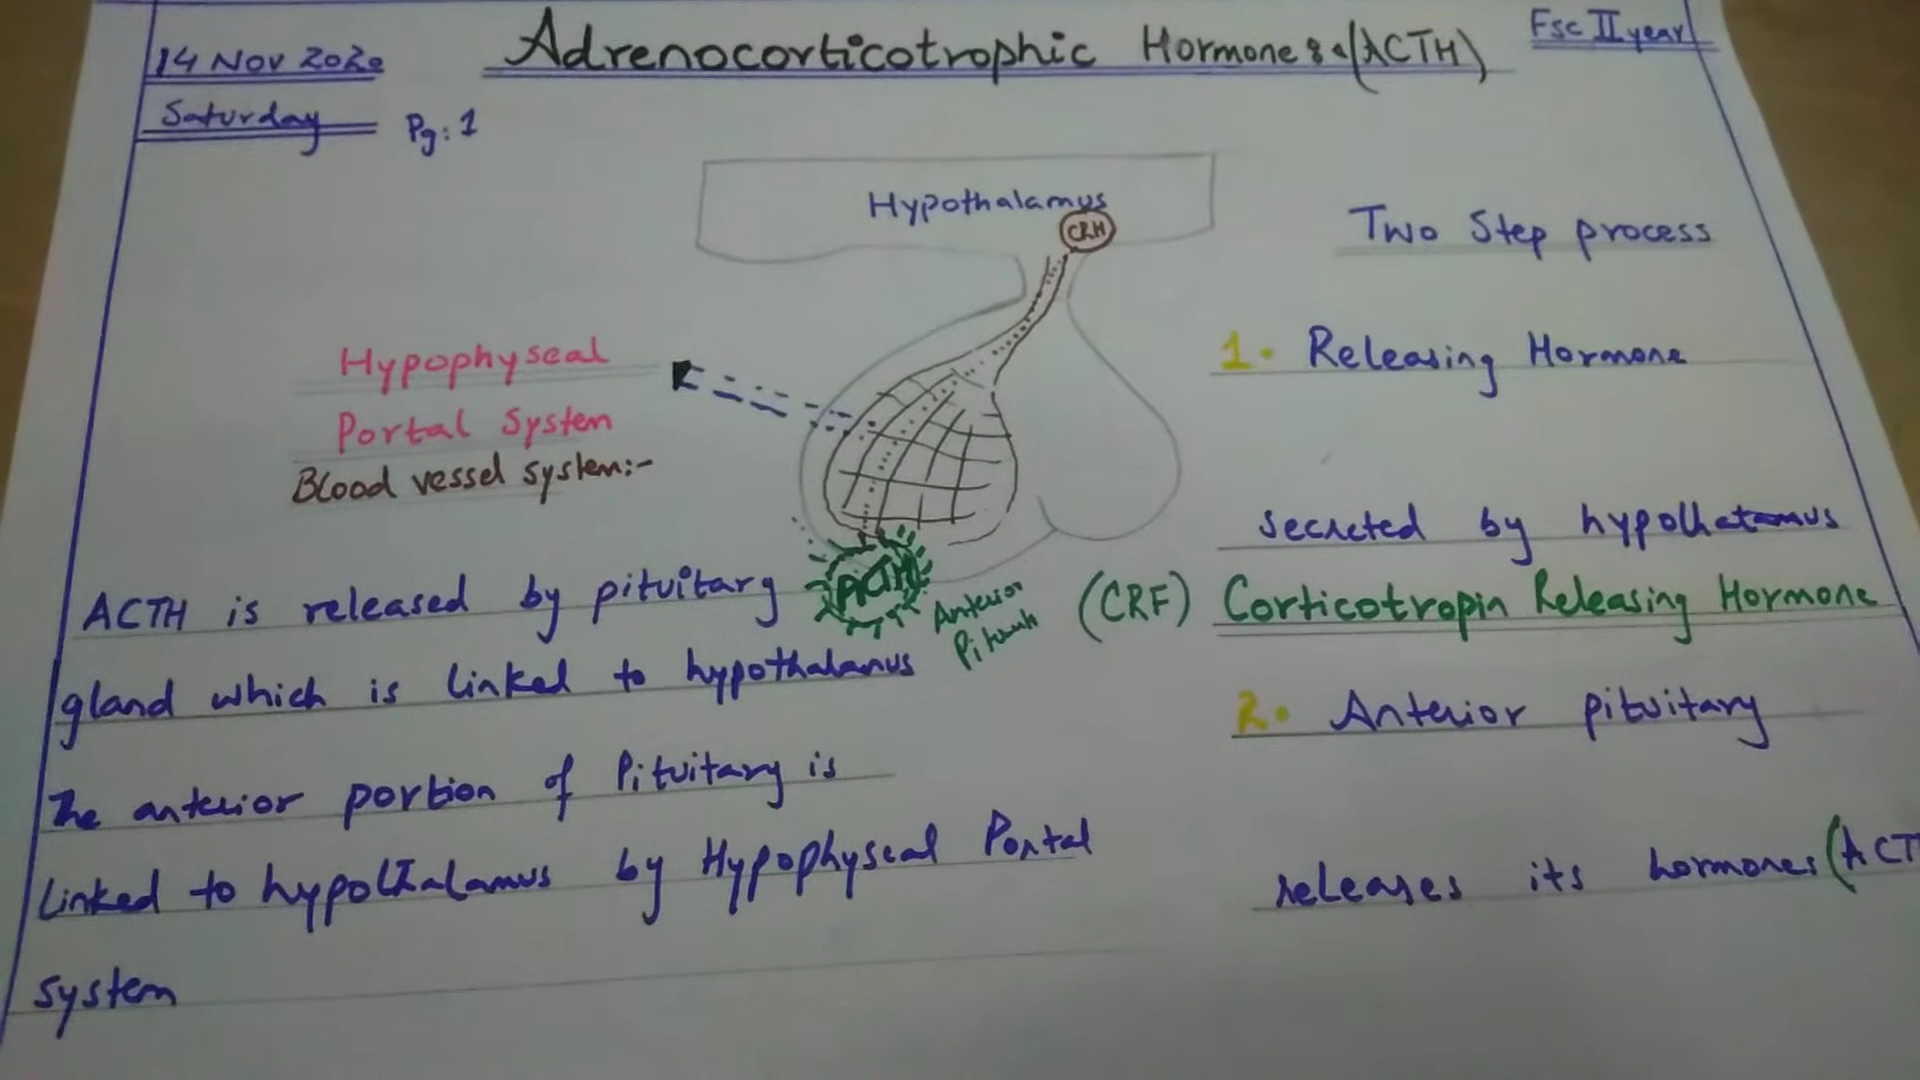 14 Nov 2020
Adrenocorticotrophic Hormone:-(ACTH)
Fsc II year
Saturday
Pg: 1
Hypothalamus
CRH
Two Step process
Hypophyseal
Portal System
Blood vessel system:-
1. Releasing Hormone
secreted by hypothalamus
ACTH
Anterior
(CRF) Corticotropin Releasing Hormone
ACTH is released by pituitary
gland which is linked to hypothalamus
The anterior portion of Pituitary is
linked to hypothalamus by Hypophyseal Portal
system
2. Anterior pituitary
releases its hormones (ACT